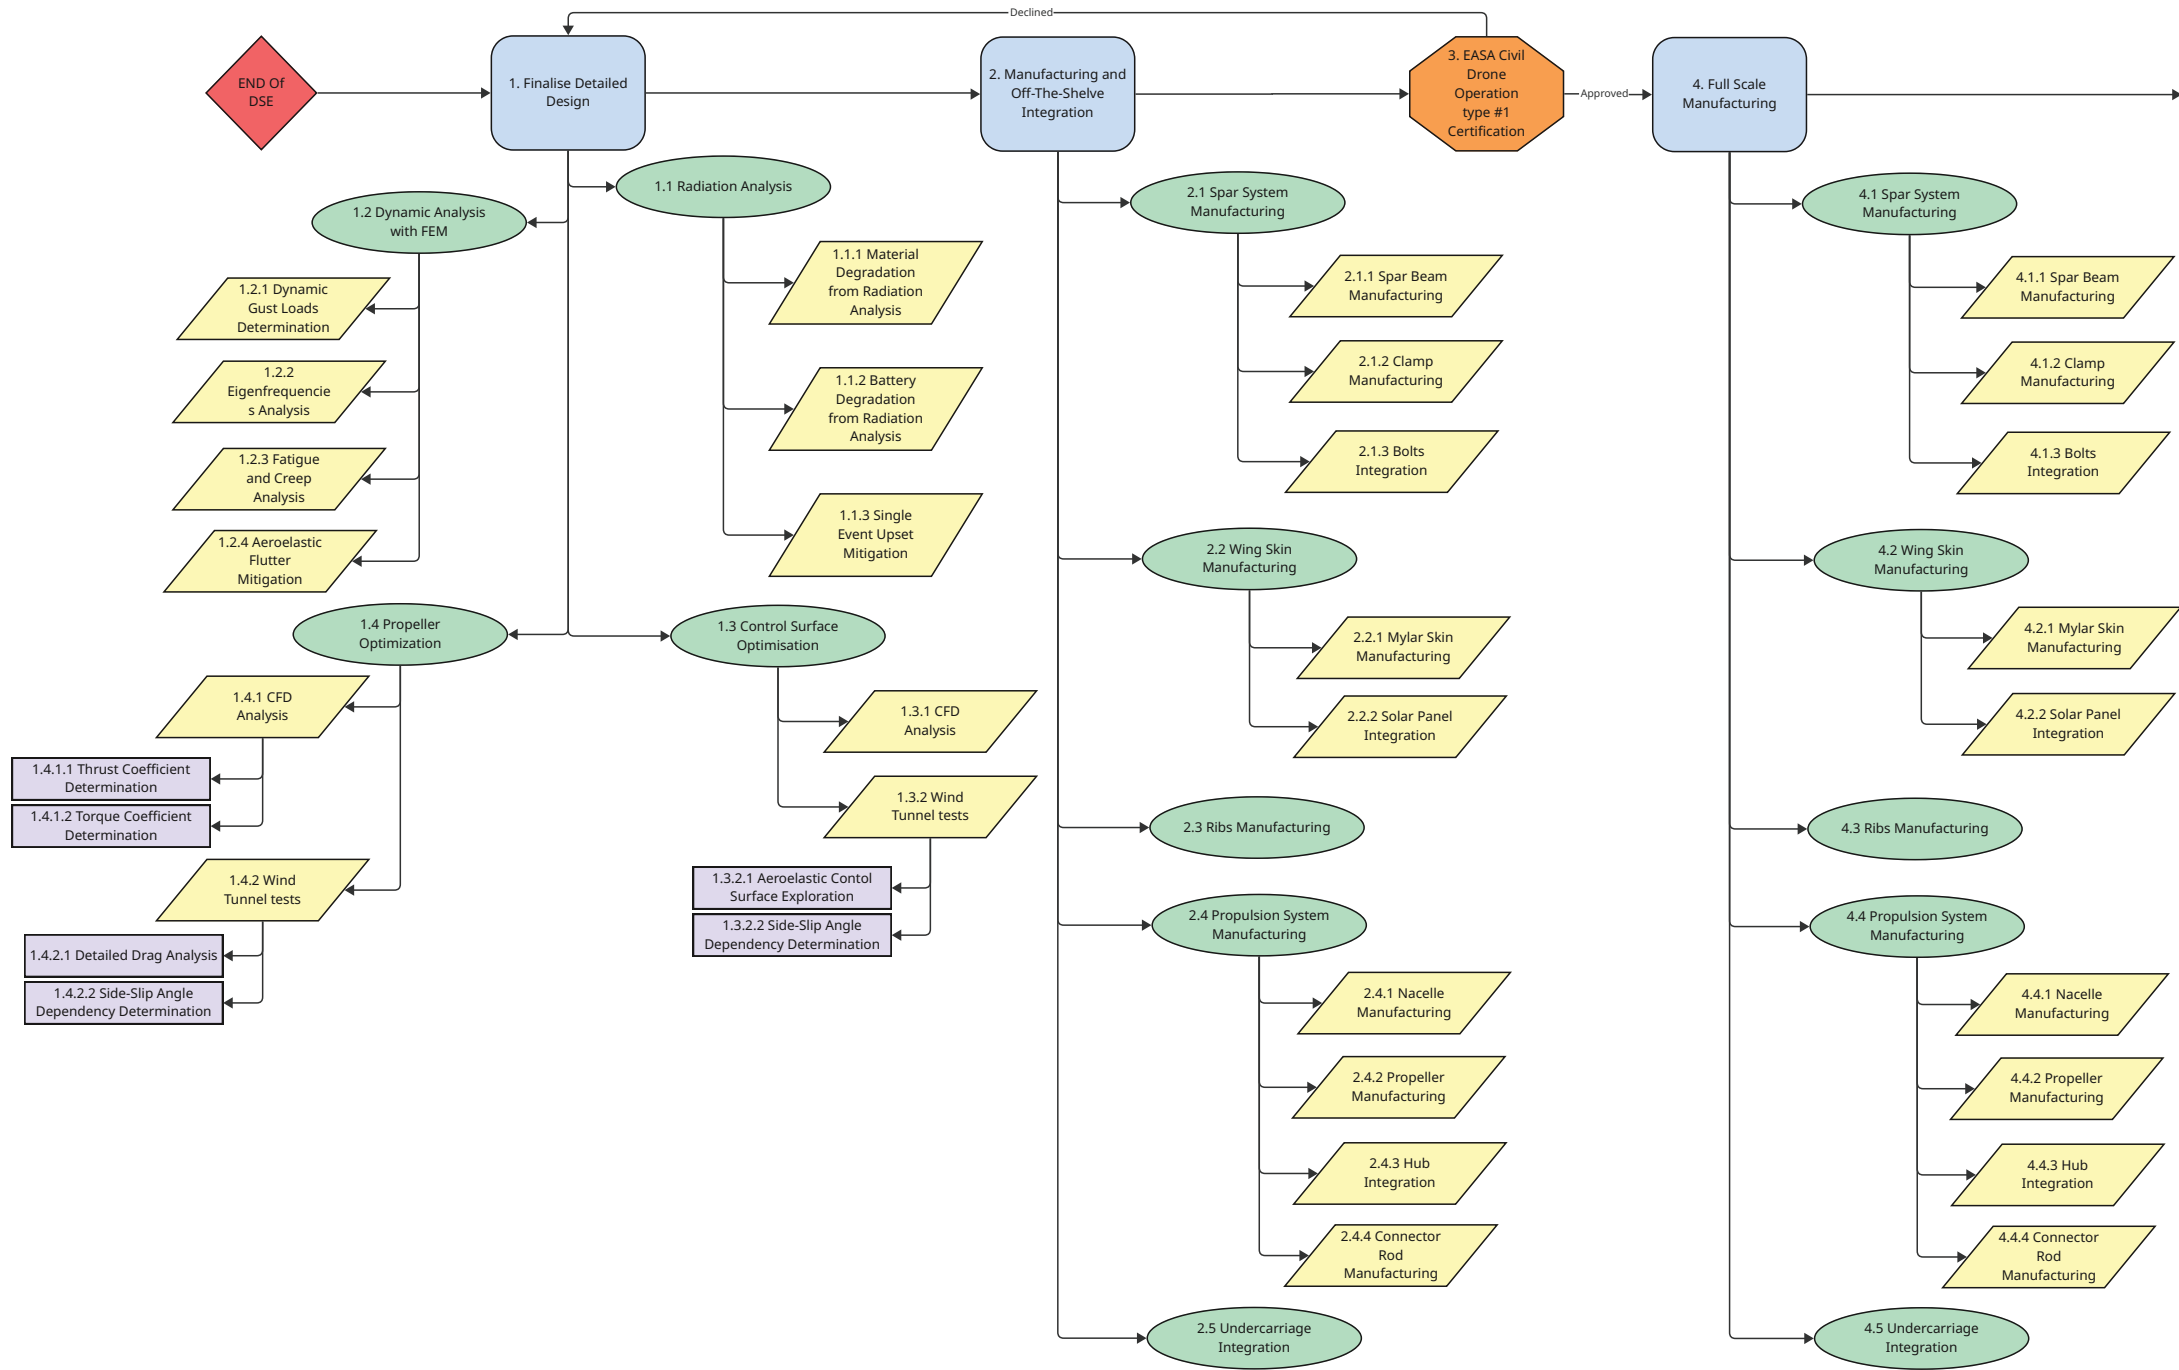 Declined
END Of
DSE
1. Finalise Detailed
Design
2. Manufacturing and
Off-The-Shelve
Integration
3. EASA Civil
Drone
Operation
type #1
Certification
Approved
4. Full Scale
Manufacturing
1.1 Radiation Analysis
1.1.1 Material
Degradation
from Radiation
Analysis
1.1.2 Battery
Degradation
from Radiation
Analysis
1.1.3 Single
Event Upset
Mitigation
1.2 Dynamic Analysis
with FEM
1.2.1 Dynamic
Gust Loads
Determination
1.2.2
Eigenfrequencie
s Analysis
1.2.3 Fatigue
and Creep
Analysis
1.2.4 Aeroelastic
Flutter
Mitigation
1.3 Control Surface
Optimisation
1.3.1 CFD
Analysis
1.3.2 Wind
Tunnel tests
1.3.2.1 Aeroelastic Contol
Surface Exploration
1.3.2.2 Side-Slip Angle
Dependency Determination
1.4 Propeller
Optimization
1.4.1 CFD
Analysis
1.4.1.1 Thrust Coefficient
Determination
1.4.1.2 Torque Coefficient
Determination
1.4.2 Wind
Tunnel tests
1.4.2.1 Detailed Drag Analysis
1.4.2.2 Side-Slip Angle
Dependency Determination
2.1 Spar System
Manufacturing
2.1.1 Spar Beam
Manufacturing
2.1.2 Clamp
Manufacturing
2.1.3 Bolts
Integration
2.2 Wing Skin
Manufacturing
2.2.1 Mylar Skin
Manufacturing
2.2.2 Solar Panel
Integration
2.3 Ribs Manufacturing
2.4 Propulsion System
Manufacturing
2.4.1 Nacelle
Manufacturing
2.4.2 Propeller
Manufacturing
2.4.3 Hub
Integration
2.4.4 Connector
Rod
Manufacturing
2.5 Undercarriage
Integration
4.1 Spar System
Manufacturing
4.1.1 Spar Beam
Manufacturing
4.1.2 Clamp
Manufacturing
4.1.3 Bolts
Integration
4.2 Wing Skin
Manufacturing
4.2.1 Mylar Skin
Manufacturing
4.2.2 Solar Panel
Integration
4.3 Ribs Manufacturing
4.4 Propulsion System
Manufacturing
4.4.1 Nacelle
Manufacturing
4.4.2 Propeller
Manufacturing
4.4.3 Hub
Integration
4.4.4 Connector
Rod
Manufacturing
4.5 Undercarriage
Integration